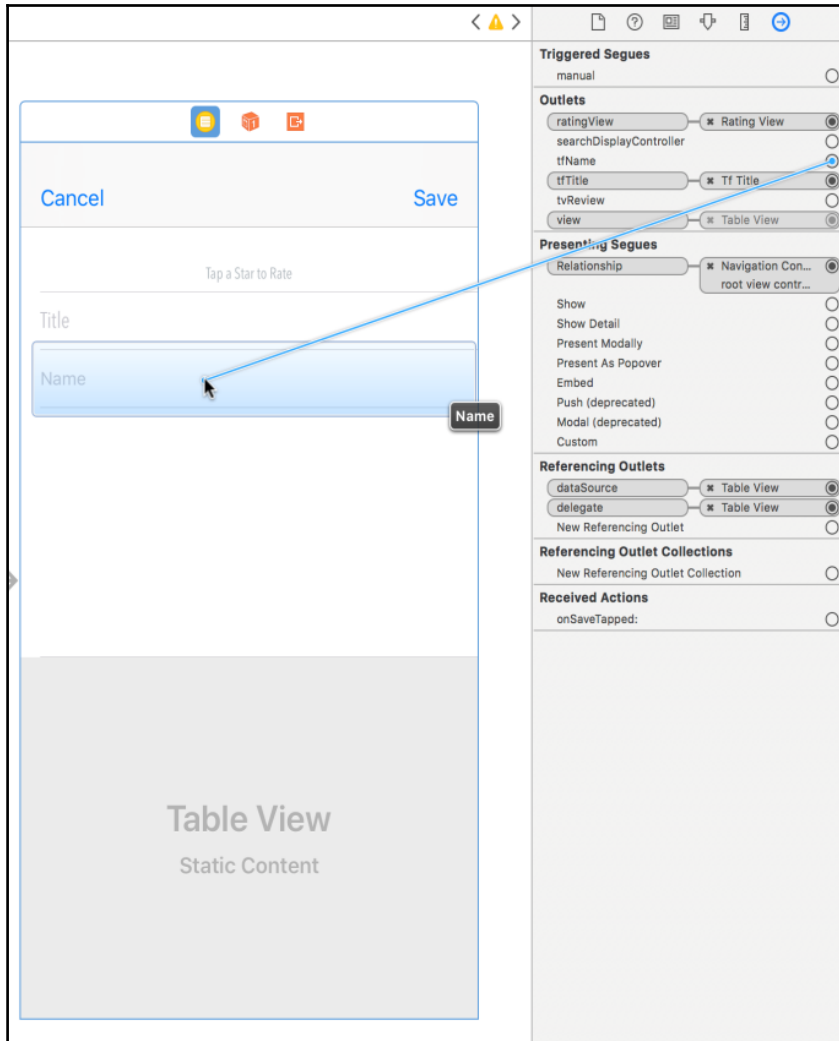 Cancel
Save
Tap a Star to Rate
Title
Name
Name
Table View
Static Content
Triggered Segues
manual
Outlets
ratingView
Rating View
searchDisplayController
tfName
tfTitle
Tf Title
tvReview
view
Table View
Presenting Segues
Relationship
Navigation Con...
root view contr...
Show
Show Detail
Present Modally
Present As Popover
Embed
Push (deprecated)
Modal (deprecated)
Custom
Referencing Outlets
dataSource
Table View
delegate
Table View
New Referencing Outlet
Referencing Outlet Collections
New Referencing Outlet Collection
Received Actions
onSaveTapped: